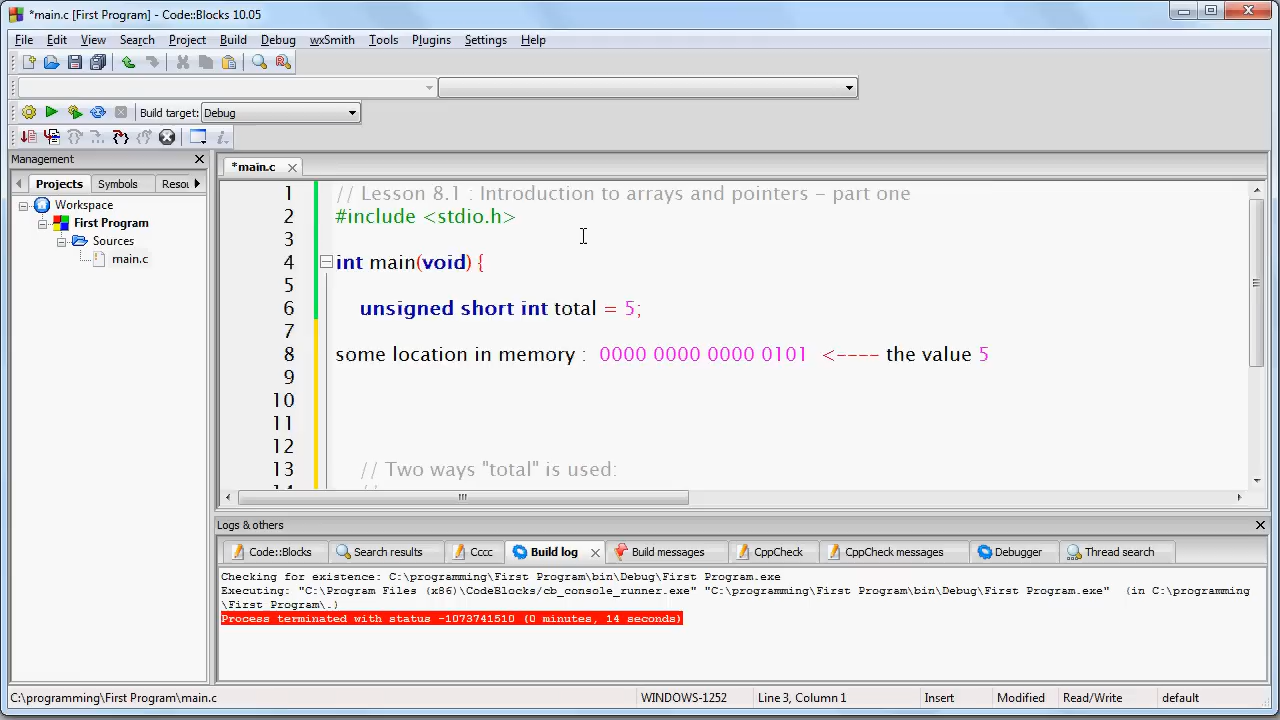 *main.c [First Program] - Code::Blocks 10.05
File Edit View Search Project Build Debug wxSmith Tools Plugins Settings Help
Build target: Debug
Management
*main.c
Projects Symbols Resou
Workspace
First Program
Sources
main.c
1 // Lesson 8.1 : Introduction to arrays and pointers - part one
2 #include <stdio.h>
3
4 int main(void) {
5
6 unsigned short int total = 5;
7
8 some location in memory : 0000 0000 0000 0101 <---- the value 5
9
10
11
12
13 // Two ways "total" is used:
14 //
Logs & others
Code::Blocks Search results Cccc Build log Build messages CppCheck CppCheck messages Debugger Thread search
Checking for existence: C:\programming\First Program\bin\Debug\First Program.exe
Executing: "C:\Program Files (x86)\CodeBlocks/cb_console_runner.exe" "C:\programming\First Program\bin\Debug\First Program.exe" (in C:\programming
\First Program\.)
Process terminated with status -1073741510 (0 minutes, 14 seconds)
C:\programming\First Program\main.c WINDOWS-1252 Line 3, Column 1 Insert Modified Read/Write default